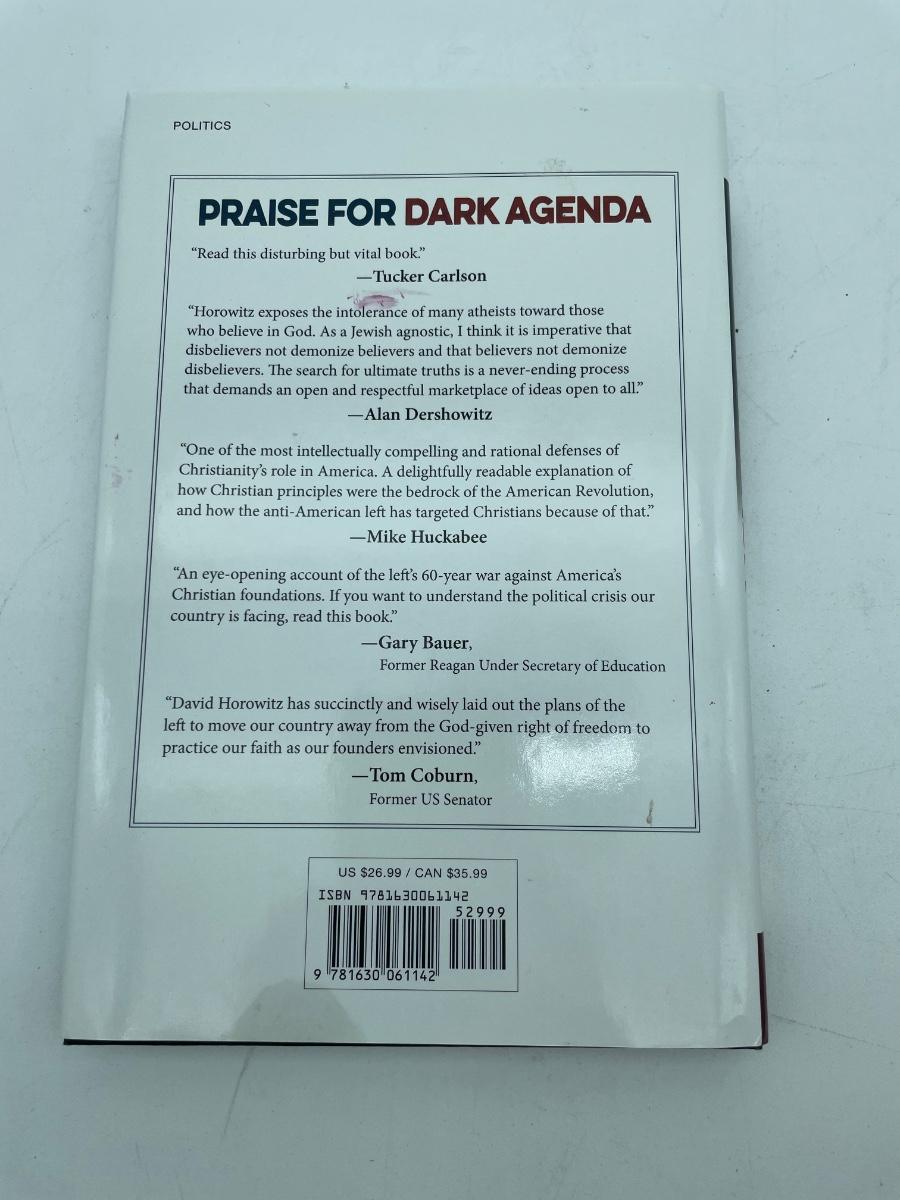 POLITICS
PRAISE FOR DARK AGENDA
“Read this disturbing but vital book.”
—Tucker Carlson
“Horowitz exposes the intolerance of many atheists toward those
who believe in God. As a Jewish agnostic, I think it is imperative that
disbelievers not demonize believers and that believers not demonize
disbelievers. The search for ultimate truths is a never-ending process
that demands an open and respectful marketplace of ideas open to all.”
—Alan Dershowitz
“One of the most intellectually compelling and rational defenses of
Christianity’s role in America. A delightfully readable explanation of
how Christian principles were the bedrock of the American Revolution,
and how the anti-American left has targeted Christians because of that.”
—Mike Huckabee
“An eye-opening account of the left’s 60-year war against America’s
Christian foundations. If you want to understand the political crisis our
country is facing, read this book.”
—Gary Bauer,
Former Reagan Under Secretary of Education
“David Horowitz has succinctly and wisely laid out the plans of the
left to move our country away from the God-given right of freedom to
practice our faith as our founders envisioned.”
—Tom Coburn,
Former US Senator
US $26.99 / CAN $35.99
ISBN 9781630061142
52999
9 781630 061142